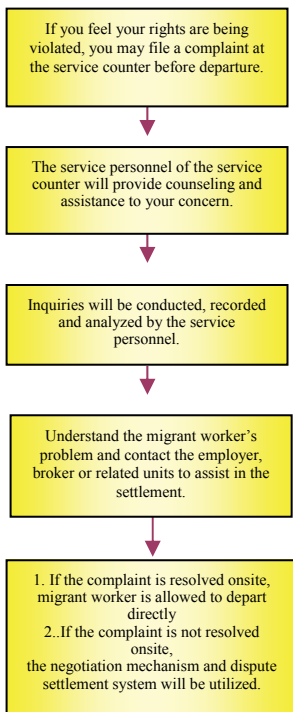 If you feel your rights are being
violated, you may file a complaint at
the service counter before departure.
The service personnel of the service
counter will provide counseling and
assistance to your concern.
Inquiries will be conducted, recorded
and analyzed by the service
personnel.
Understand the migrant worker's
problem and contact the employer,
broker or related units to assist in the
settlement.
1. If the complaint is resolved onsite,
migrant worker is allowed to depart
directly
2..If the complaint is not resolved
onsite,
the negotiation mechanism and dispute
settlement system will be utilized.